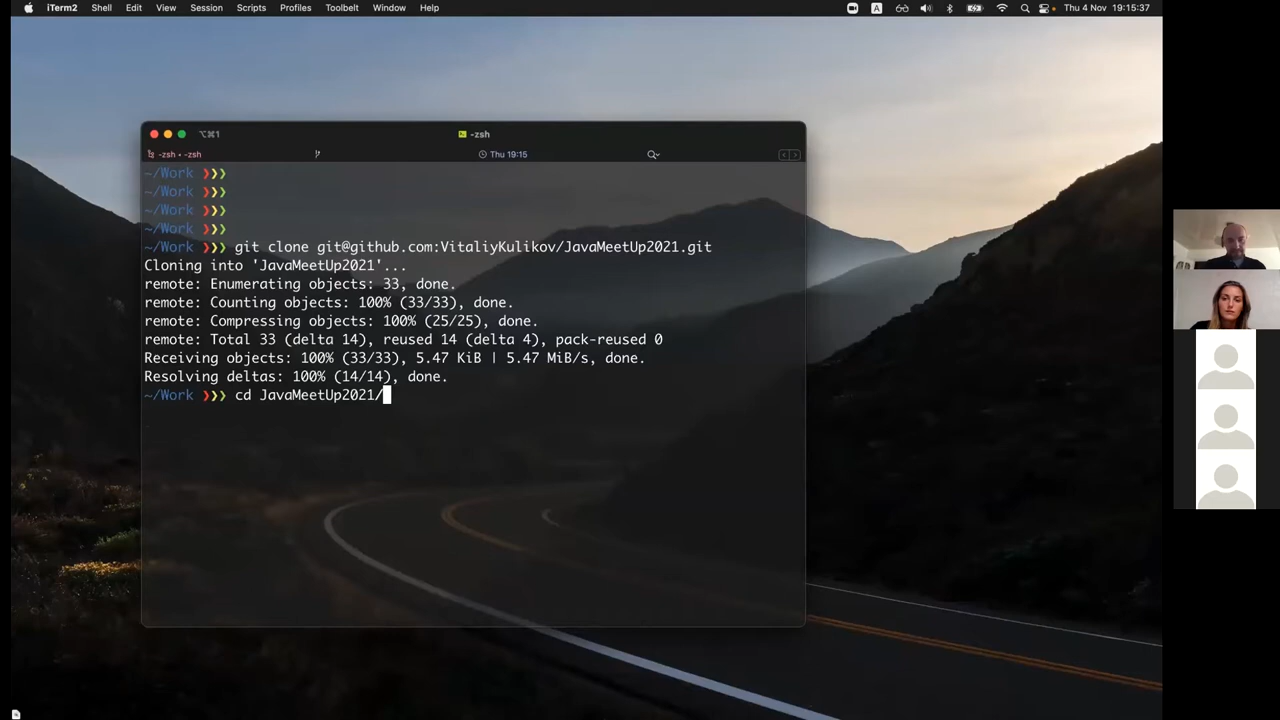 iTerm2 Shell Edit View Session Scripts Profiles Toolbelt Window Help A Thu 4 Nov 19:15:37
⌥⌘1 -zsh
-zsh • -zsh Thu 19:15
~/Work ❯❯❯
~/Work ❯❯❯
~/Work ❯❯❯
~/Work ❯❯❯
~/Work ❯❯❯ git clone git@github.com:VitaliyKulikov/JavaMeetUp2021.git
Cloning into 'JavaMeetUp2021'...
remote: Enumerating objects: 33, done.
remote: Counting objects: 100% (33/33), done.
remote: Compressing objects: 100% (25/25), done.
remote: Total 33 (delta 14), reused 14 (delta 4), pack-reused 0
Receiving objects: 100% (33/33), 5.47 KiB | 5.47 MiB/s, done.
Resolving deltas: 100% (14/14), done.
~/Work ❯❯❯ cd JavaMeetUp2021/